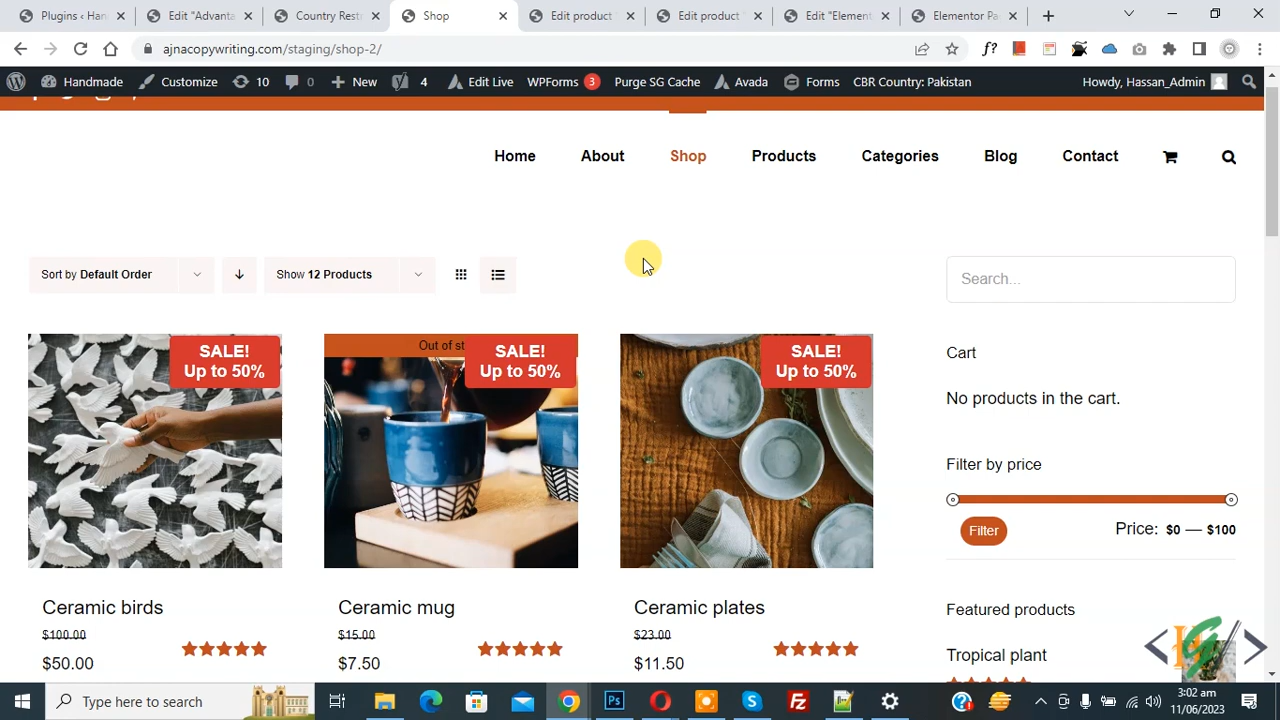 Plugins ‹ Han
Edit "Advanta
Country Restr
Shop
Edit product "
Edit product "
Edit "Element
Elementor Pa
ajnacopywriting.com/staging/shop-2/
Handmade
Customize
10
0
New
4
Edit Live
WPForms 3
Purge SG Cache
Avada
Forms
CBR Country: Pakistan
Howdy, Hassan_Admin
Home
About
Shop
Products
Categories
Blog
Contact
Sort by Default Order
Show 12 Products
Search...
SALE!
Up to 50%
Out of st
SALE!
Up to 50%
SALE!
Up to 50%
Cart
No products in the cart.
Filter by price
Filter
Price: $0 — $100
Ceramic birds
$100.00
$50.00
Ceramic mug
$15.00
$7.50
Ceramic plates
$23.00
$11.50
Featured products
Tropical plant
Type here to search
3:02 am
11/06/2023